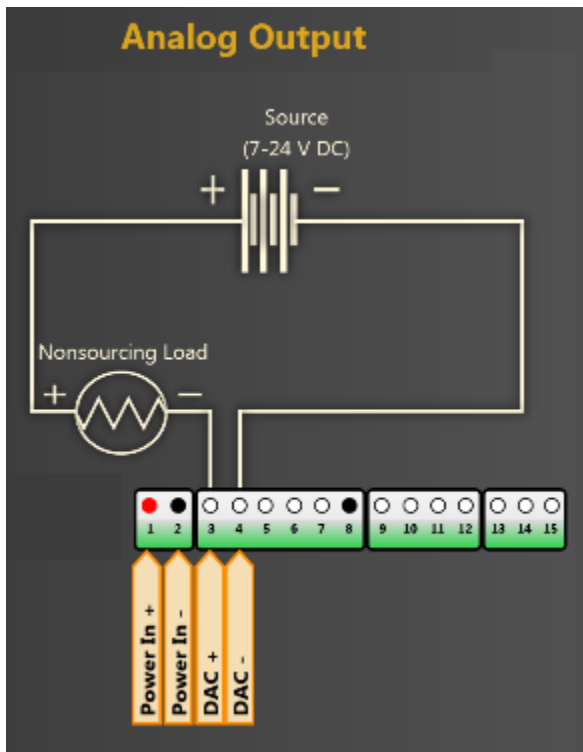 Analog Output
Source
(7-24 V DC)
+ −
Nonsourcing Load
+ −
1 2 3 4 5 6 7 8 9 10 11 12 13 14 15
Power In +
Power In -
DAC +
DAC -